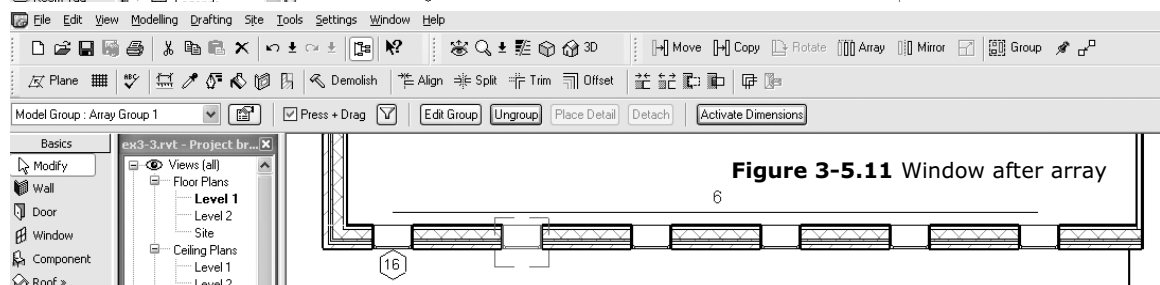 File Edit View Modelling Drafting Site Tools Settings Window Help
3D Move Copy Rotate Array Mirror Group
Plane Demolish Align Split Trim Offset
Model Group : Array Group 1 Press + Drag Edit Group Ungroup Place Detail Detach Activate Dimensions
Basics
Modify
Wall
Door
Window
Component
Roof »
ex3-3.rvt - Project br...
Views (all)
Floor Plans
Level 1
Level 2
Site
Ceiling Plans
Level 1
Level 2
Figure 3-5.11 Window after array
6
16